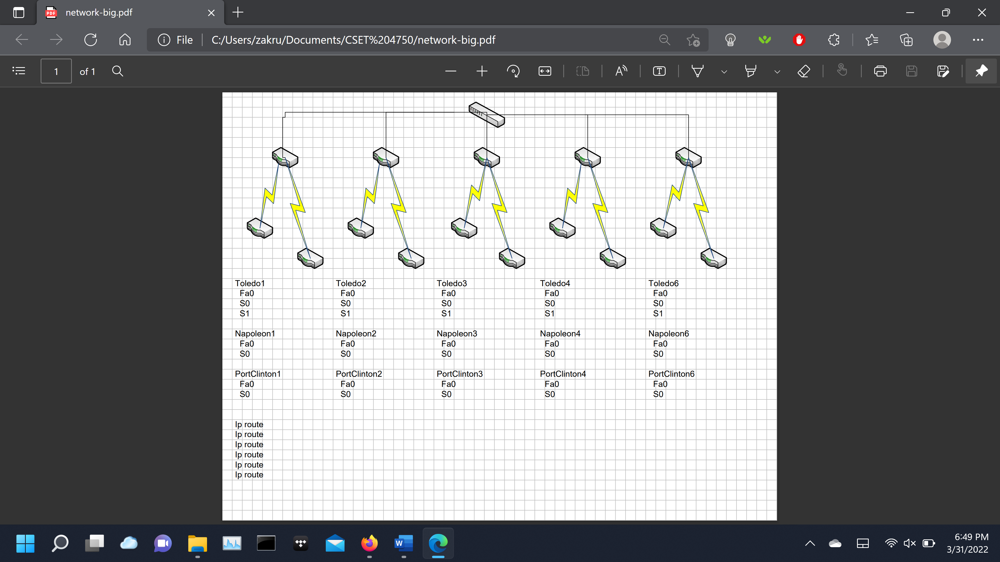 network-big.pdf
File C:/Users/zakru/Documents/CSET%204750/network-big.pdf
1 of 1
Toledo1 Toledo2 Toledo3 Toledo4 Toledo6
Fa0 Fa0 Fa0 Fa0 Fa0
S0 S0 S0 S0 S0
S1 S1 S1 S1 S1
Napoleon1 Napoleon2 Napoleon3 Napoleon4 Napoleon6
Fa0 Fa0 Fa0 Fa0 Fa0
S0 S0 S0 S0 S0
PortClinton1 PortClinton2 PortClinton3 PortClinton4 PortClinton6
Fa0 Fa0 Fa0 Fa0 Fa0
S0 S0 S0 S0 S0
Ip route
Ip route
Ip route
Ip route
Ip route
Ip route
6:49 PM
3/31/2022